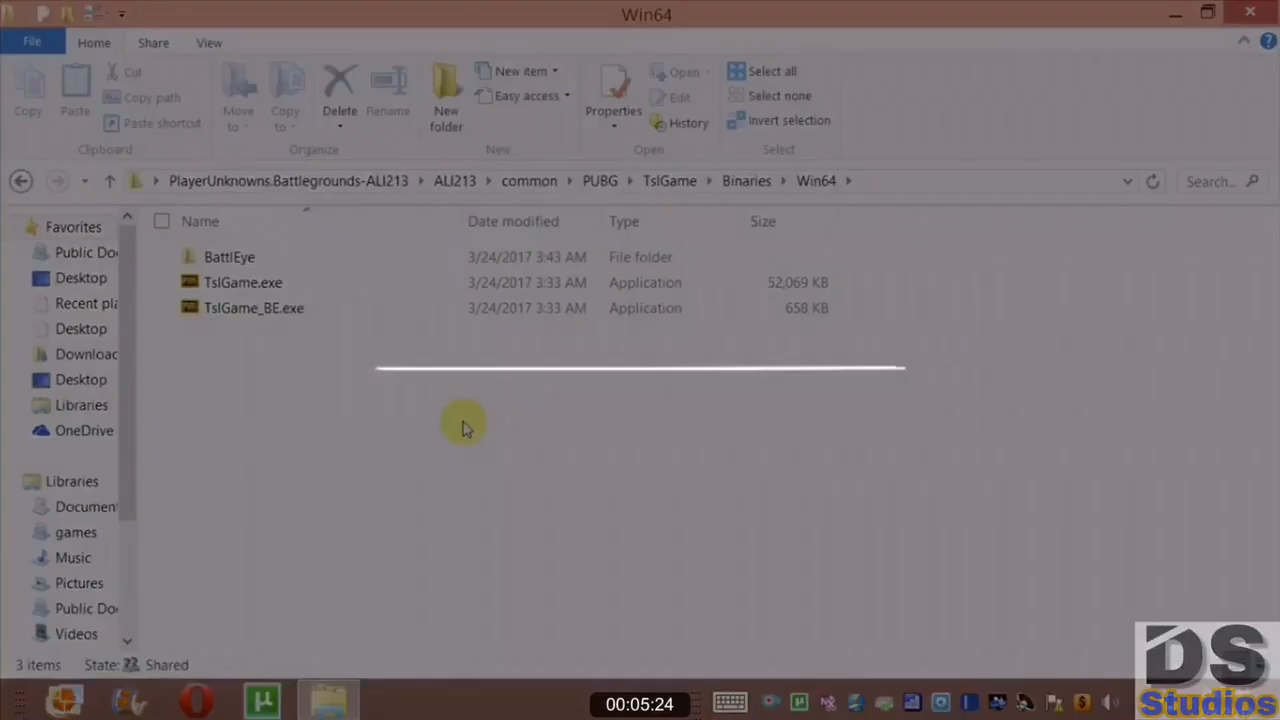 Win64
File
Home
Share
View
Copy
Paste
Cut
Copy path
Paste shortcut
Clipboard
Move to
Copy to
Delete
Rename
Organize
New folder
New item
Easy access
New
Properties
Open
Edit
History
Open
Select all
Select none
Invert selection
Select
PlayerUnknowns.Battlegrounds-ALI213
ALI213
common
PUBG
TslGame
Binaries
Win64
Search...
Name
Date modified
Type
Size
BattlEye 3/24/2017 3:43 AM File folder
TslGame.exe 3/24/2017 3:33 AM Application 52,069 KB
TslGame_BE.exe 3/24/2017 3:33 AM Application 658 KB
Favorites
Public Do
Desktop
Recent pla
Desktop
Downloac
Desktop
Libraries
OneDrive
Libraries
Document
games
Music
Pictures
Public Do
Videos
3 items
State: Shared
00:05:24
DS
Studios